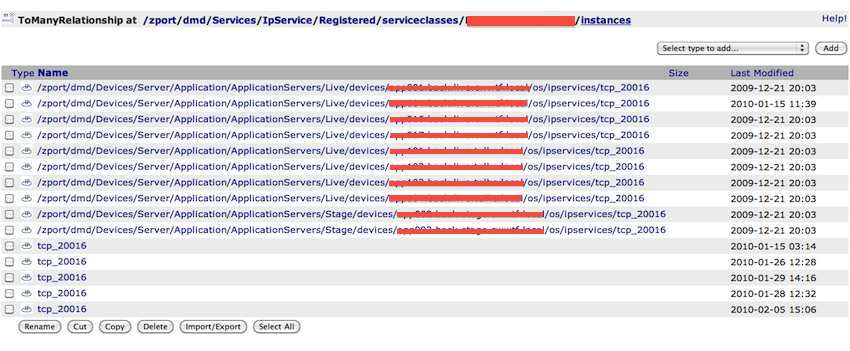 ToManyRelationship at /zport/dmd/Services/IpService/Registered/serviceclasses/ /instances
Help!
Select type to add...
Add
Type Name Size Last Modified
/zport/dmd/Devices/Server/Application/ApplicationServers/Live/devices/ /os/ipservices/tcp_20016 2009-12-21 20:03
/zport/dmd/Devices/Server/Application/ApplicationServers/Live/devices/ /os/ipservices/tcp_20016 2010-01-15 11:39
/zport/dmd/Devices/Server/Application/ApplicationServers/Live/devices/ /os/ipservices/tcp_20016 2009-12-21 20:03
/zport/dmd/Devices/Server/Application/ApplicationServers/Live/devices/ /os/ipservices/tcp_20016 2009-12-21 20:03
/zport/dmd/Devices/Server/Application/ApplicationServers/Live/devices/ /os/ipservices/tcp_20016 2009-12-21 20:03
/zport/dmd/Devices/Server/Application/ApplicationServers/Live/devices/ /os/ipservices/tcp_20016 2009-12-21 20:03
/zport/dmd/Devices/Server/Application/ApplicationServers/Live/devices/ /os/ipservices/tcp_20016 2009-12-21 20:03
/zport/dmd/Devices/Server/Application/ApplicationServers/Live/devices/ /os/ipservices/tcp_20016 2009-12-21 20:03
/zport/dmd/Devices/Server/Application/ApplicationServers/Stage/devices/ /os/ipservices/tcp_20016 2009-12-21 20:03
/zport/dmd/Devices/Server/Application/ApplicationServers/Stage/devices/ /os/ipservices/tcp_20016 2009-12-21 20:03
tcp_20016 2010-01-15 03:14
tcp_20016 2010-01-26 12:28
tcp_20016 2010-01-29 14:16
tcp_20016 2010-01-28 12:32
tcp_20016 2010-02-05 15:06
Rename Cut Copy Delete Import/Export Select All